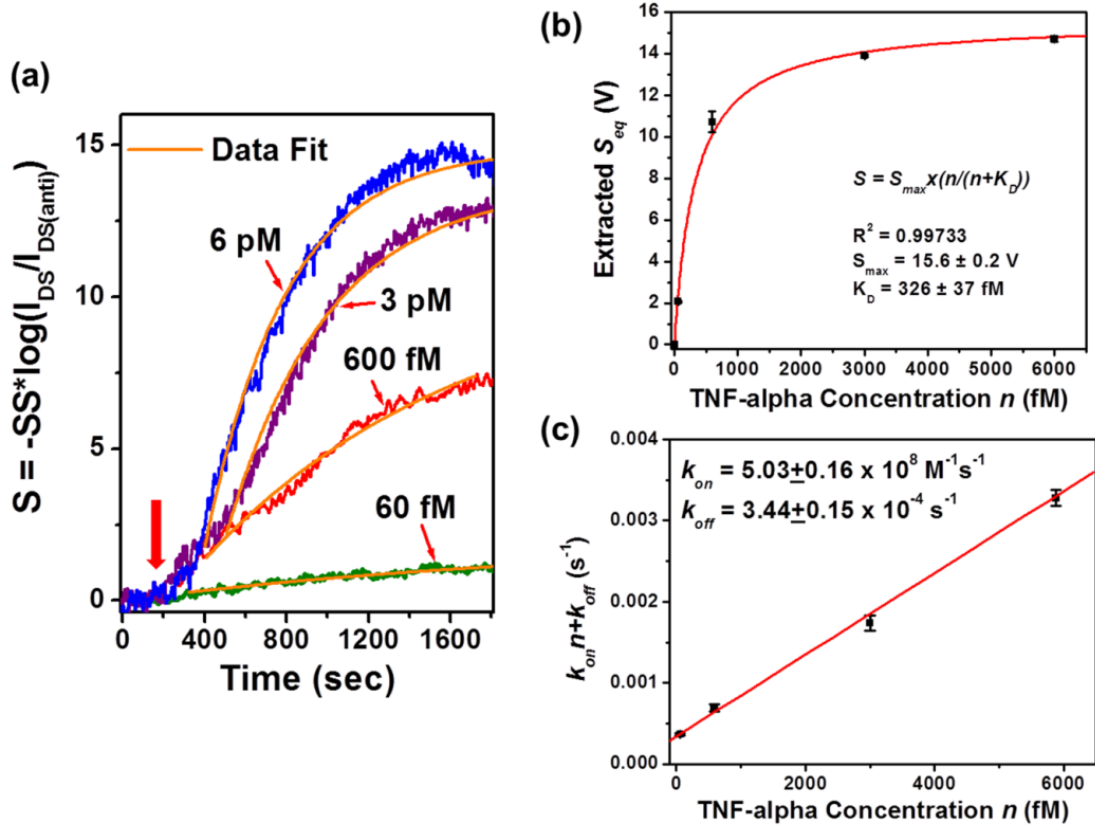 (a)
S = -SS*log(I_DS/I_DS(anti))
15
10
5
0
Data Fit
6 pM
3 pM
600 fM
60 fM
0 400 800 1200 1600
Time (sec)
(b)
Extracted S_eq (V)
16
14
12
10
8
6
4
2
0
S = S_max x(n/(n+K_D))
R² = 0.99733
S_max = 15.6 ± 0.2 V
K_D = 326 ± 37 fM
0 1000 2000 3000 4000 5000 6000
TNF-alpha Concentration n (fM)
(c)
k_on n+k_off (s⁻¹)
0.004
0.003
0.002
0.001
0.000
k_on = 5.03±0.16 x 10⁸ M⁻¹s⁻¹
k_off = 3.44±0.15 x 10⁻⁴ s⁻¹
0 2000 4000 6000
TNF-alpha Concentration n (fM)